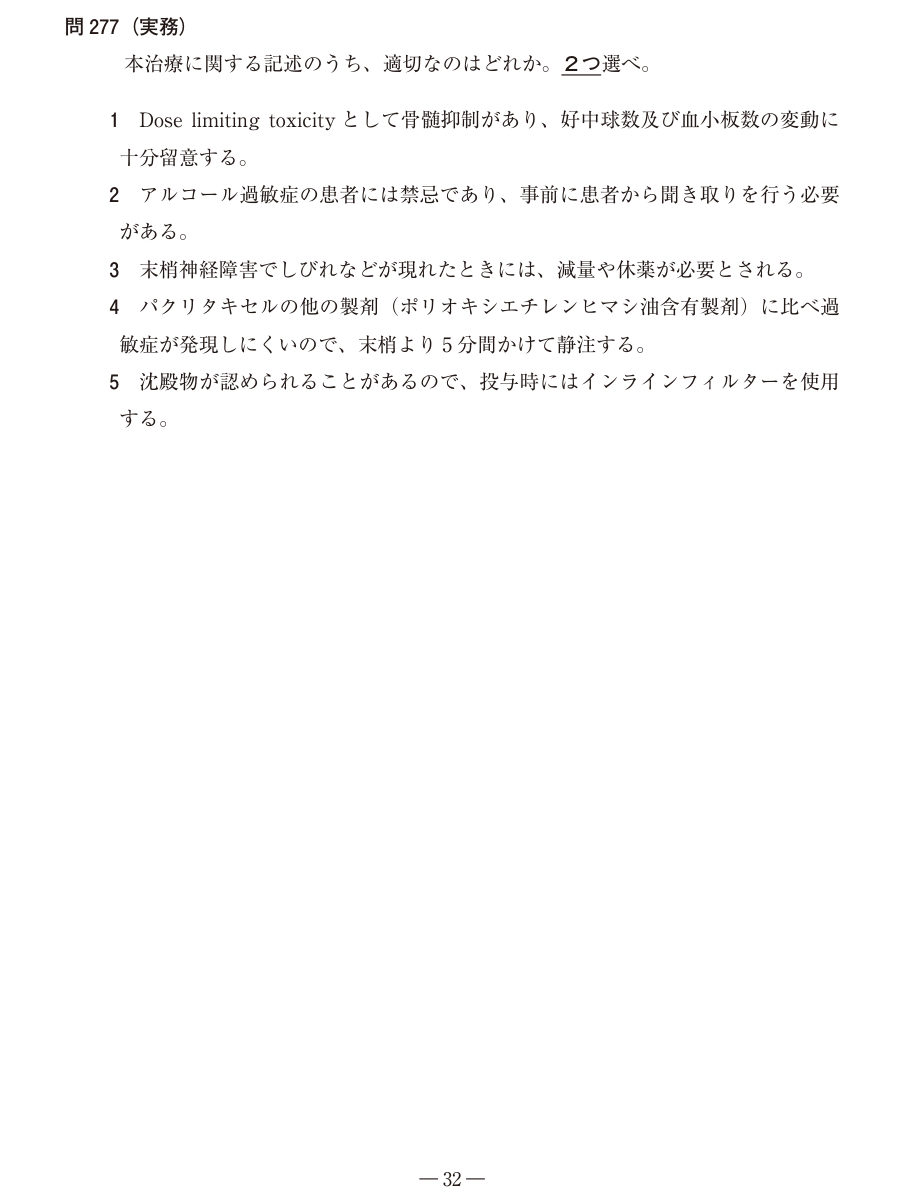 問 277（実務）
本治療に関する記述のうち、適切なのはどれか。２つ選べ。
1 Dose limiting toxicity として骨髄抑制があり、好中球数及び血小板数の変動に
十分留意する。
2 アルコール過敏症の患者には禁忌であり、事前に患者から聞き取りを行う必要
がある。
3 末梢神経障害でしびれなどが現れたときには、減量や休薬が必要とされる。
4 パクリタキセルの他の製剤（ポリオキシエチレンヒマシ油含有製剤）に比べ過
敏症が発現しにくいので、末梢より５分間かけて静注する。
5 沈殿物が認められることがあるので、投与時にはインラインフィルターを使用
する。
― 32 ―